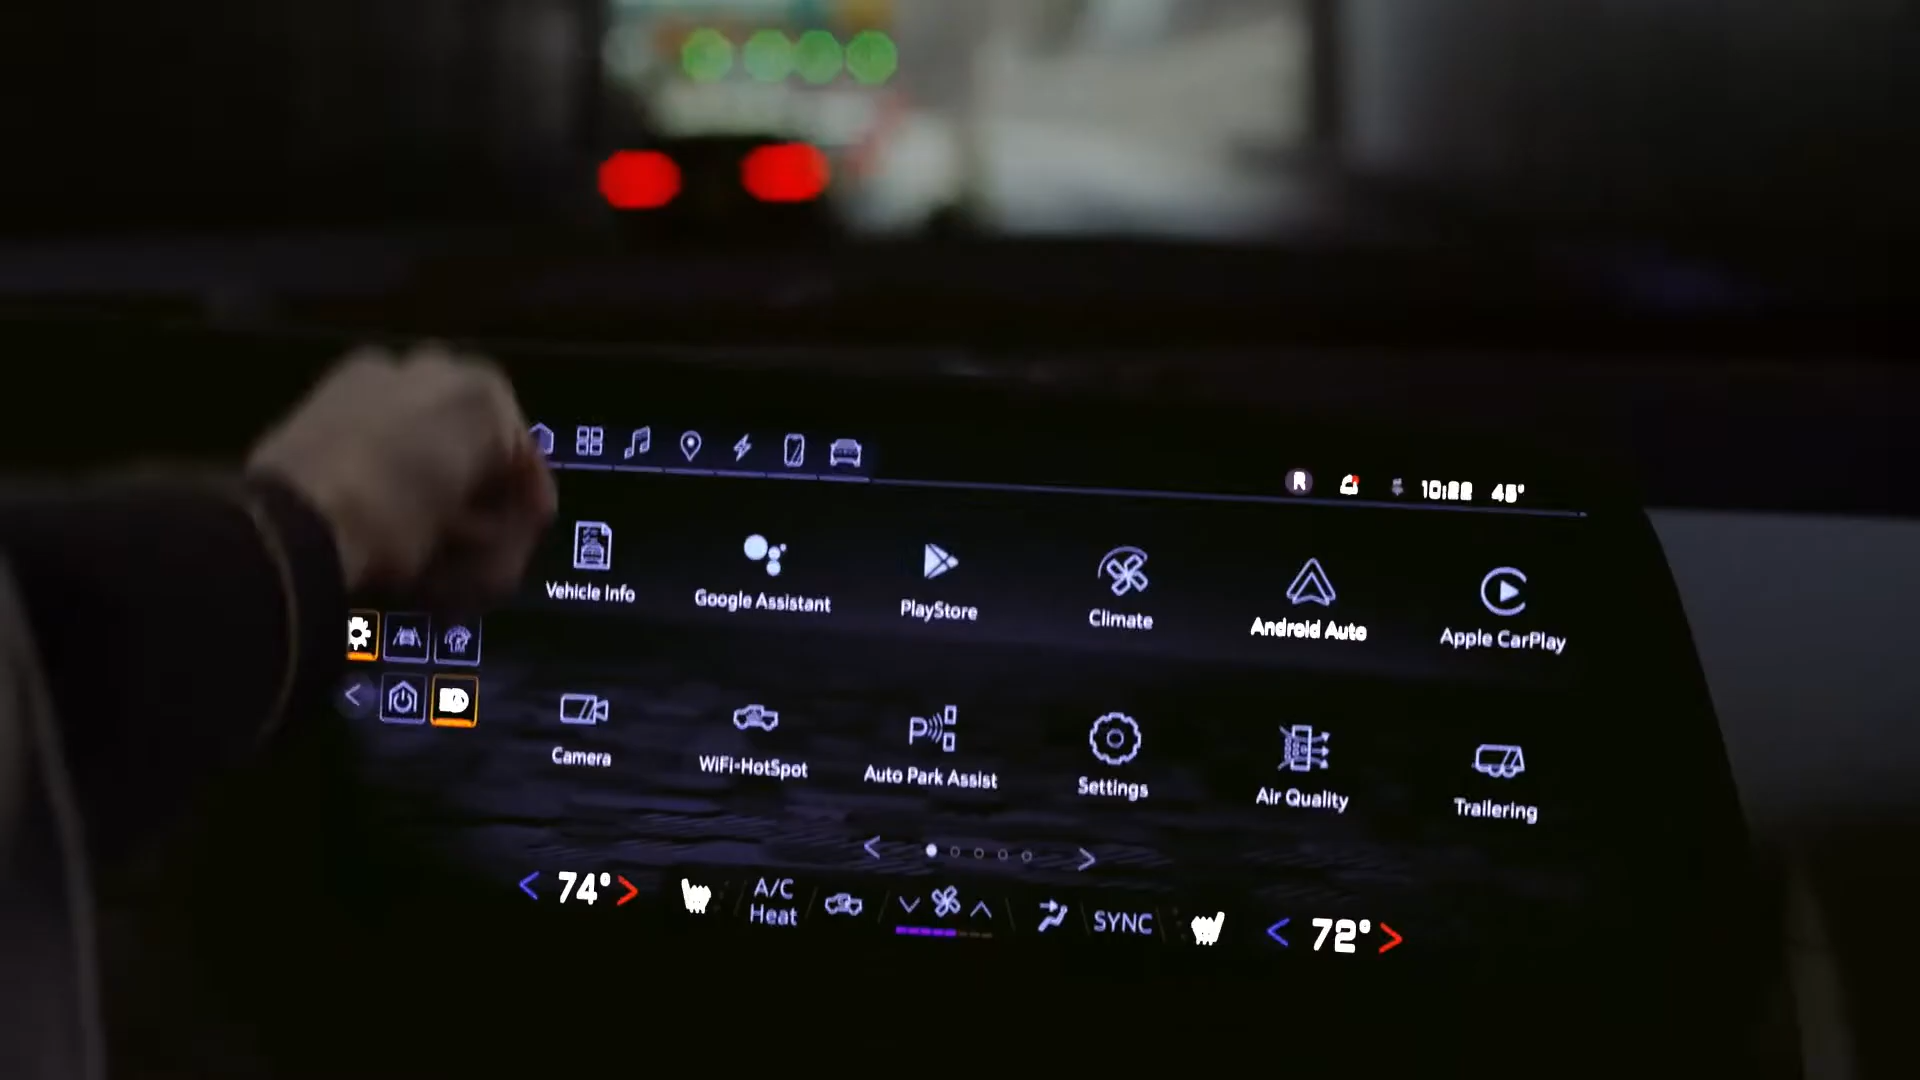 R 10:22 45°
Vehicle Info
Google Assistant
PlayStore
Climate
Android Auto
Apple CarPlay
Camera
WiFi-HotSpot
P
Auto Park Assist
Settings
Air Quality
Trailering
74°
A/C
Heat
SYNC
72°